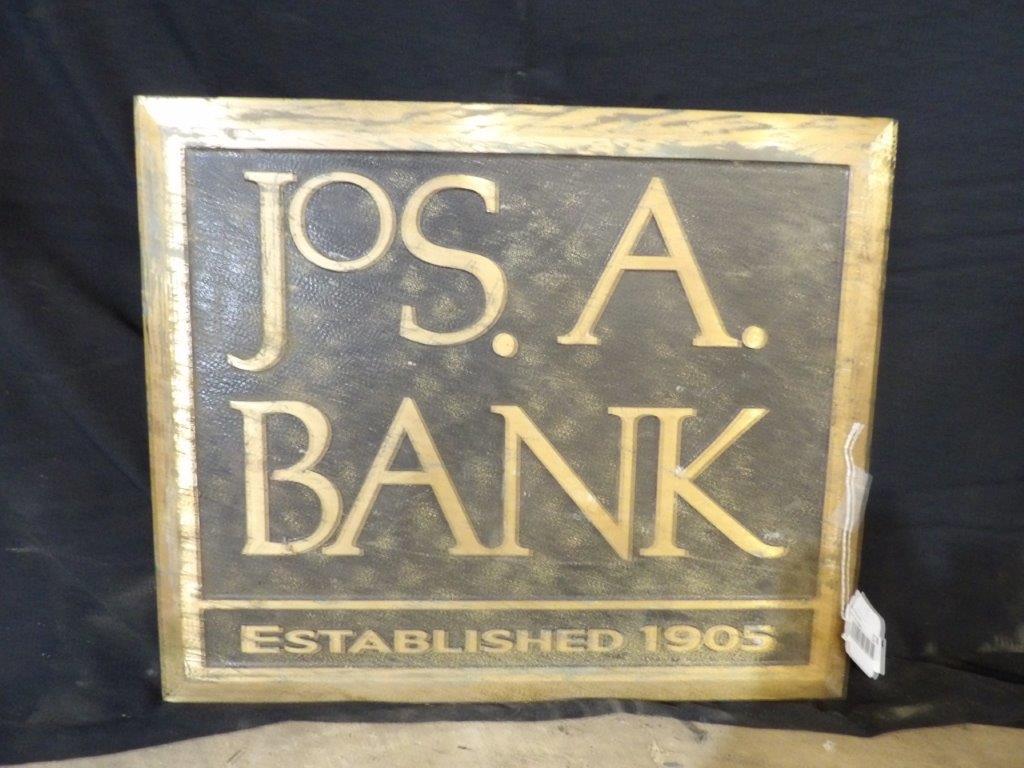 JOS. A.
BANK
ESTABLISHED 1905